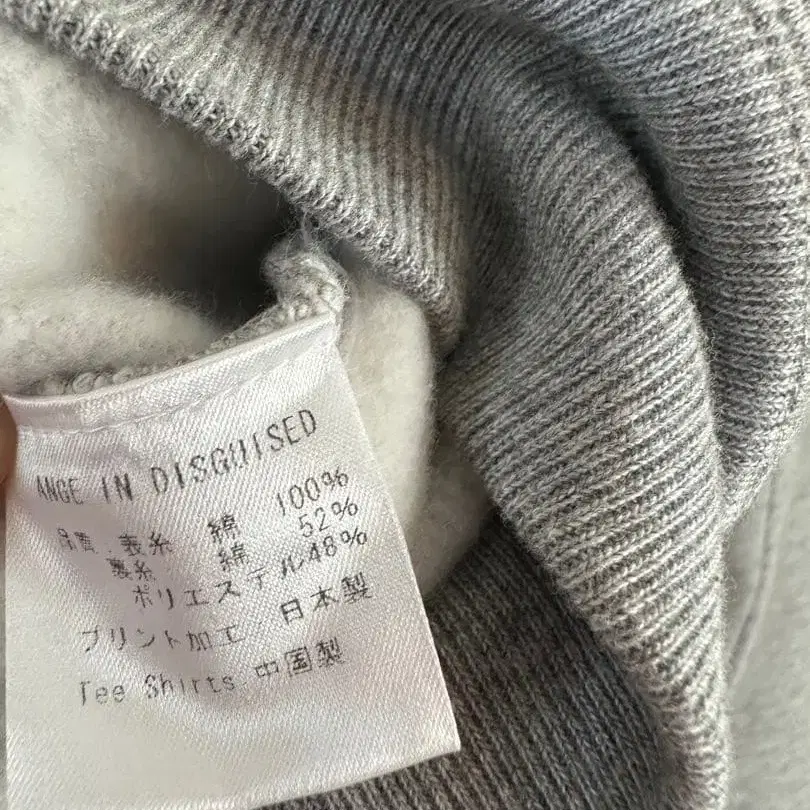 ANGE IN DISGUISED
品質:表糸 綿 100%
裏糸 綿 52%
ポリエステル48%
プリント加工 日本製
Tee Shirts 中国製